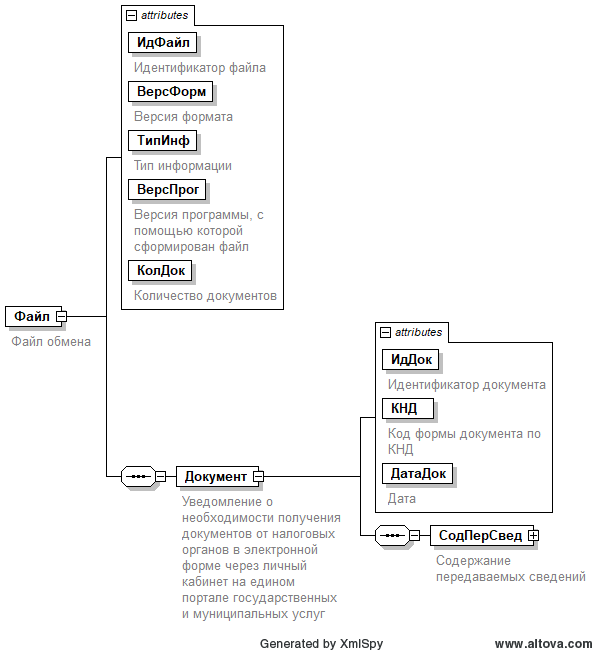 attributes
ИдФайл
Идентификатор файла
ВерсФорм
Версия формата
ТипИнф
Тип информации
ВерсПрог
Версия программы, с
помощью которой
сформирован файл
КолДок
Количество документов
Файл
Файл обмена
attributes
ИдДок
Идентификатор документа
КНД
Код формы документа по
КНД
ДатаДок
Дата
Документ
Уведомление о
необходимости получения
документов от налоговых
органов в электронной
форме через личный
кабинет на едином
портале государственных
и муниципальных услуг
СодПерСвед
Содержание
передаваемых сведений
Generated by XmlSpy
www.altova.com